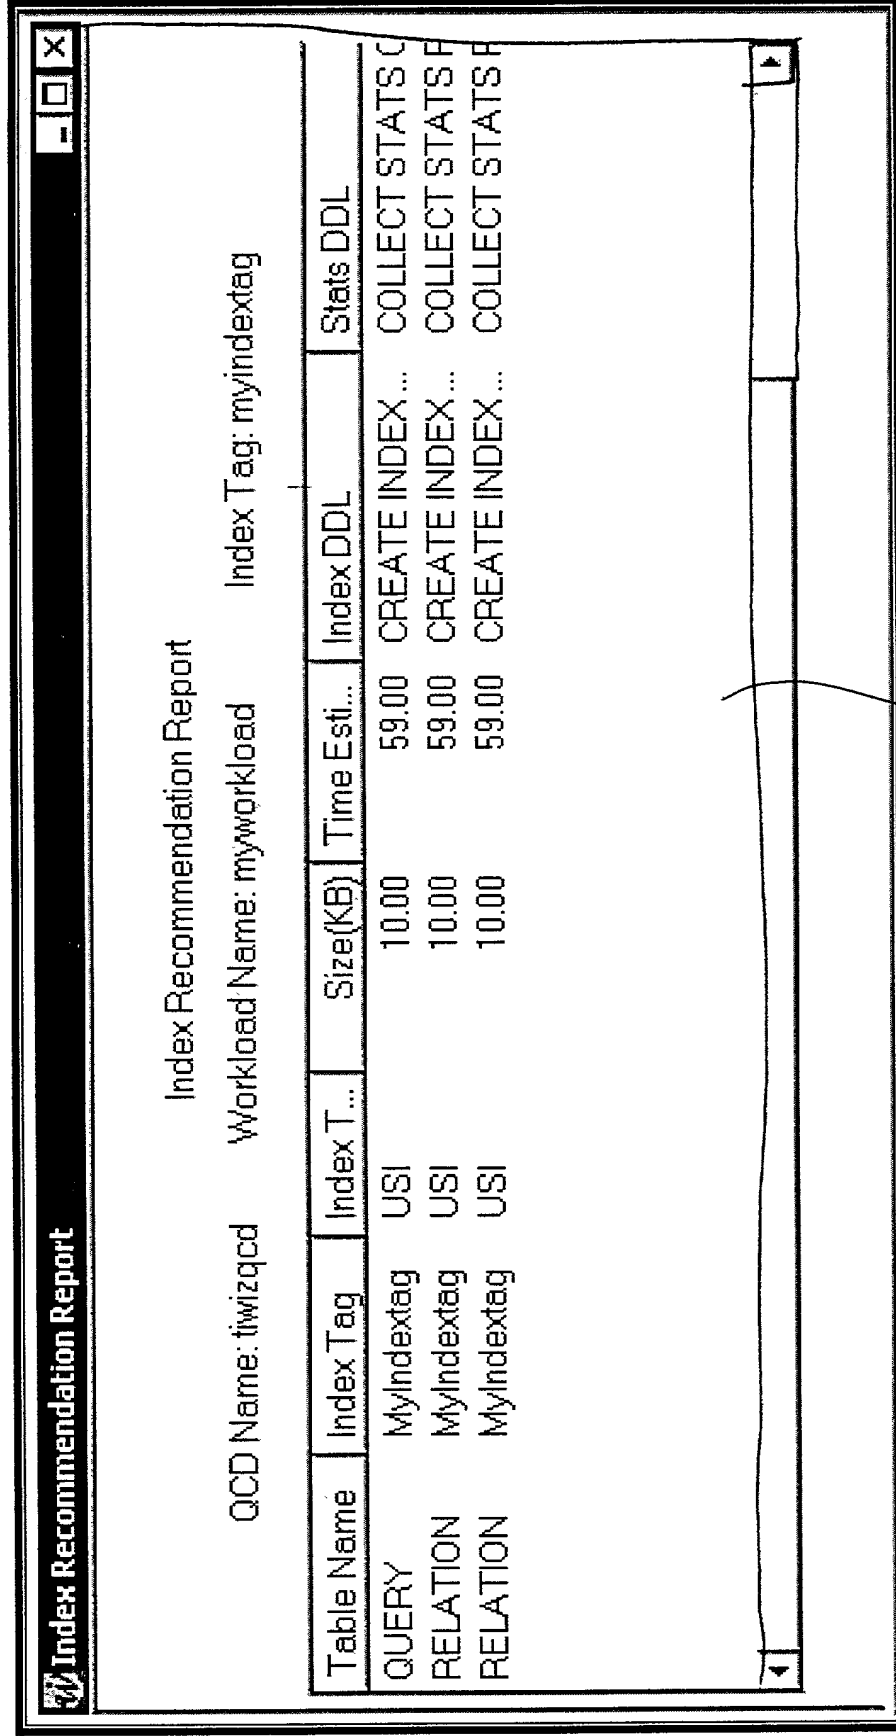 Index Recommendation Report
Index Recommendation Report
QCD Name: tiwizqcd Workload Name: myworkload Index Tag: myindextag
Table Name Index Tag Index T... Size(KB) Time Esti... Index DDL Stats DDL
QUERY MyIndextag USI 10.00 59.00 CREATE INDEX... COLLECT STATS
RELATION MyIndextag USI 10.00 59.00 CREATE INDEX... COLLECT STATS
RELATION MyIndextag USI 10.00 59.00 CREATE INDEX... COLLECT STATS